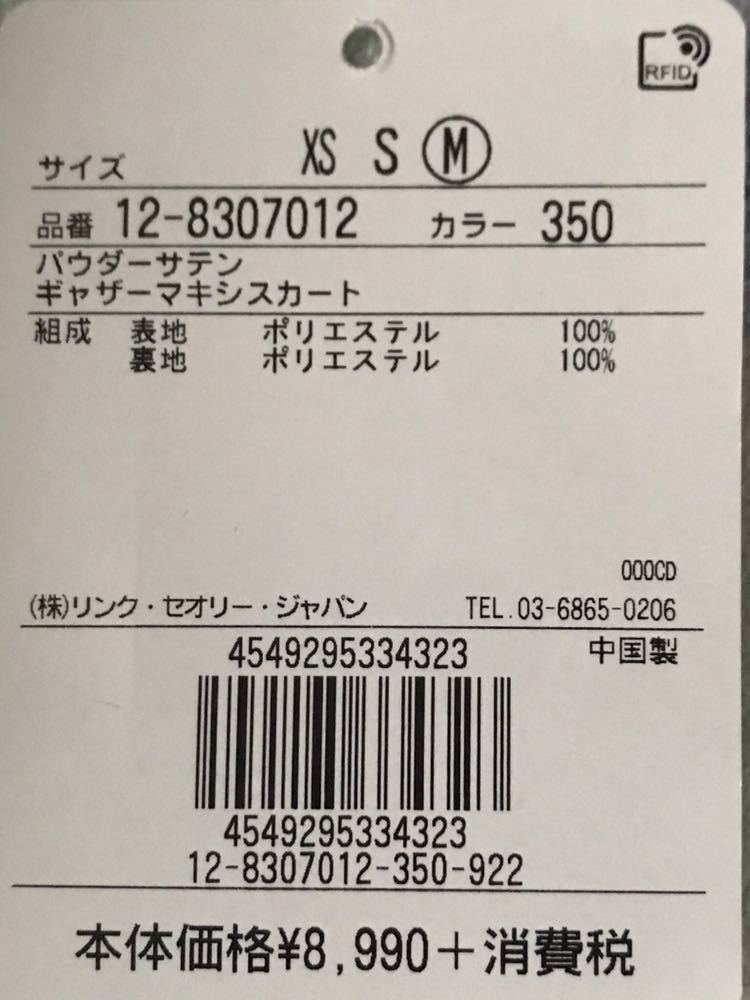 RFID
サイズ XS S M
品番 12-8307012 カラー 350
パウダーサテン
ギャザーマキシスカート
組成 表地 ポリエステル 100%
裏地 ポリエステル 100%
000CD
(株)リンク・セオリー・ジャパン TEL.03-6865-0206
4549295334323 中国製
4549295334323
12-8307012-350-922
本体価格¥8,990+消費税